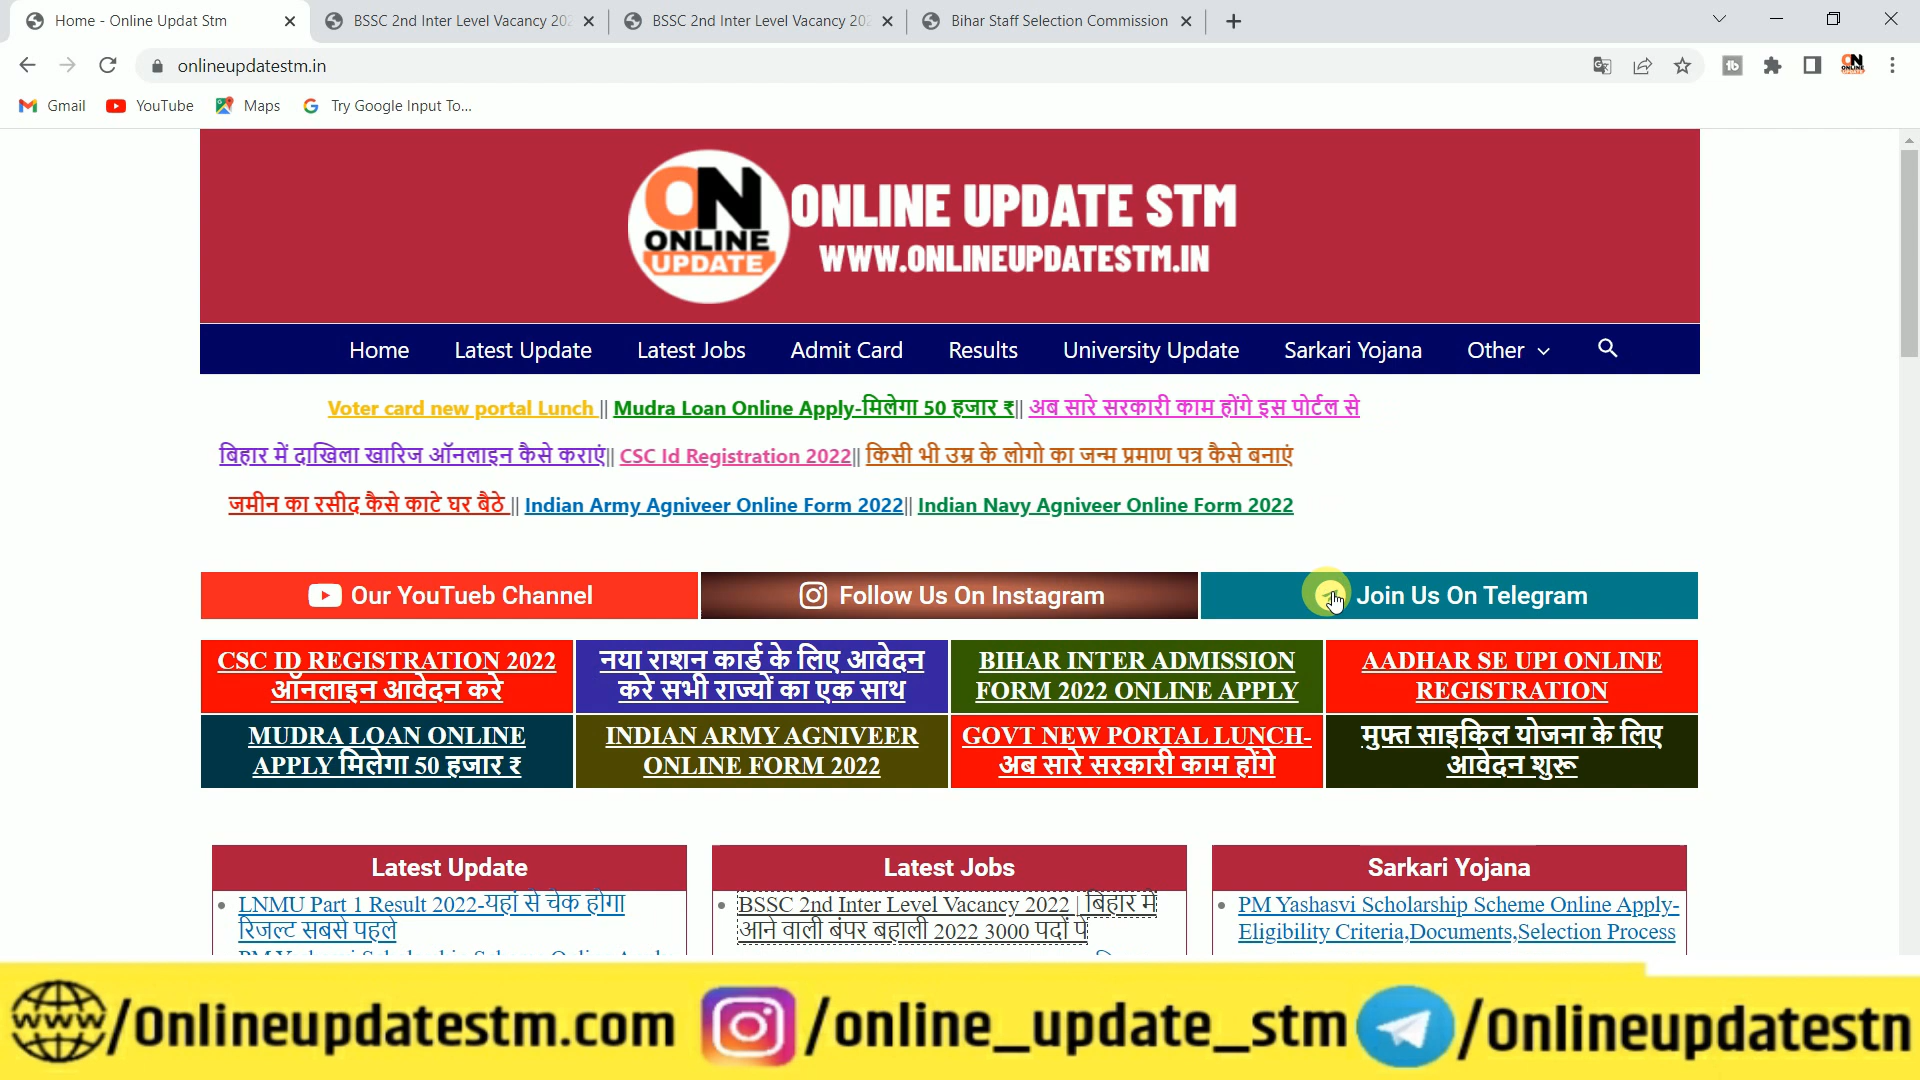 Home - Online Updat Stm
BSSC 2nd Inter Level Vacancy 202
BSSC 2nd Inter Level Vacancy 202
Bihar Staff Selection Commission
onlineupdatestm.in
Gmail
YouTube
Maps
Try Google Input To...
ON
ONLINE
UPDATE
ONLINE UPDATE STM
WWW.ONLINEUPDATESTM.IN
Home
Latest Update
Latest Jobs
Admit Card
Results
University Update
Sarkari Yojana
Other
Voter card new portal Lunch || Mudra Loan Online Apply-मिलेगा 50 हजार ₹|| अब सारे सरकारी काम होंगे इस पोर्टल से
बिहार में दाखिला खारिज ऑनलाइन कैसे कराएं|| CSC Id Registration 2022|| किसी भी उम्र के लोगो का जन्म प्रमाण पत्र कैसे बनाएं
जमीन का रसीद कैसे काटे घर बैठे || Indian Army Agniveer Online Form 2022|| Indian Navy Agniveer Online Form 2022
Our YouTueb Channel
Follow Us On Instagram
Join Us On Telegram
CSC ID REGISTRATION 2022
ऑनलाइन आवेदन करे
नया राशन कार्ड के लिए आवेदन
करे सभी राज्यों का एक साथ
BIHAR INTER ADMISSION
FORM 2022 ONLINE APPLY
AADHAR SE UPI ONLINE
REGISTRATION
MUDRA LOAN ONLINE
APPLY मिलेगा 50 हजार ₹
INDIAN ARMY AGNIVEER
ONLINE FORM 2022
GOVT NEW PORTAL LUNCH-
अब सारे सरकारी काम होंगे
मुफ्त साइकिल योजना के लिए
आवेदन शुरू
Latest Update
LNMU Part 1 Result 2022-यहां से चेक होगा
रिजल्ट सबसे पहले
Latest Jobs
BSSC 2nd Inter Level Vacancy 2022 | बिहार में
आने वाली बंपर बहाली 2022 3000 पदों पे
Sarkari Yojana
PM Yashasvi Scholarship Scheme Online Apply-
Eligibility Criteria,Documents,Selection Process
www /Onlineupdatestm.com
/online_update_stm
/Onlineupdatestn